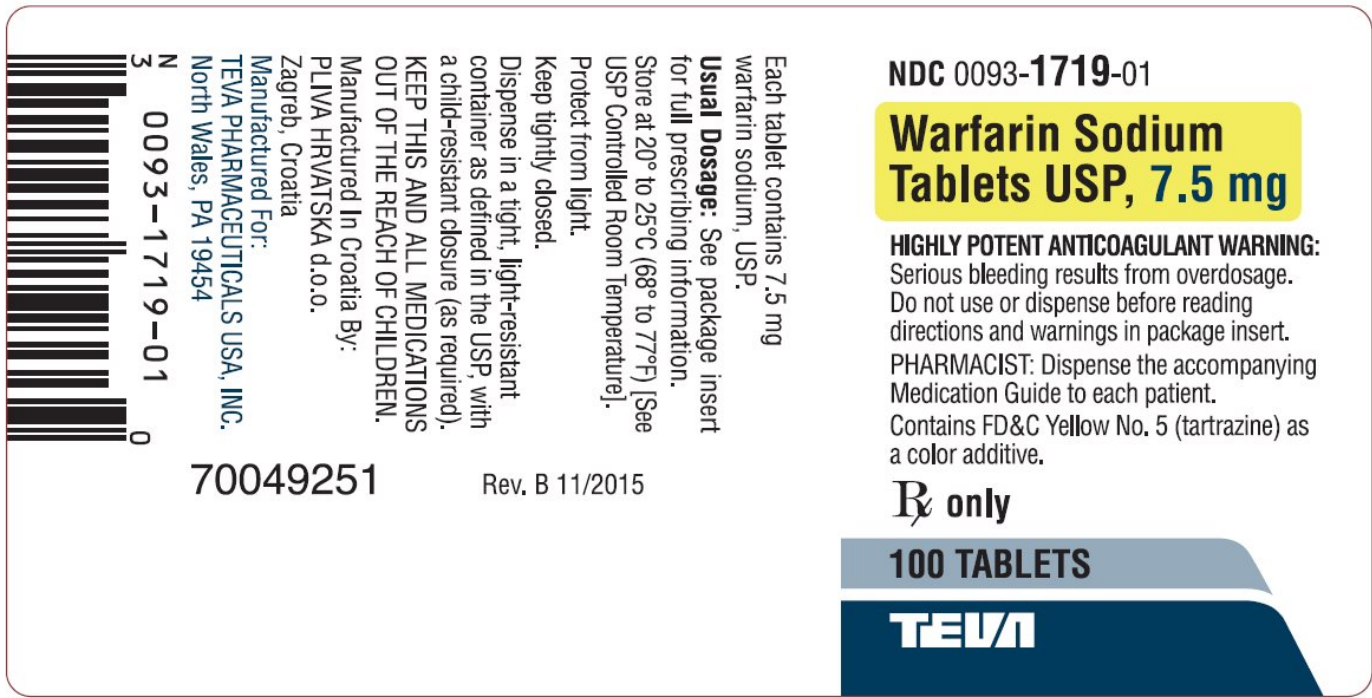 NDC 0093-1719-01
Warfarin Sodium
Tablets USP, 7.5 mg
HIGHLY POTENT ANTICOAGULANT WARNING:
Serious bleeding results from overdosage.
Do not use or dispense before reading
directions and warnings in package insert.
PHARMACIST: Dispense the accompanying
Medication Guide to each patient.
Contains FD&C Yellow No. 5 (tartrazine) as
a color additive.
℞ only
100 TABLETS
TEVA
Each tablet contains 7.5 mg
warfarin sodium, USP.
Usual Dosage: See package insert
for full prescribing information.
Store at 20° to 25°C (68° to 77°F) [See
USP Controlled Room Temperature].
Protect from light.
Keep tightly closed.
Dispense in a tight, light-resistant
container as defined in the USP, with
a child-resistant closure (as required).
KEEP THIS AND ALL MEDICATIONS
OUT OF THE REACH OF CHILDREN.
Manufactured In Croatia By:
PLIVA HRVATSKA d.o.o.
Zagreb, Croatia
Manufactured For:
TEVA PHARMACEUTICALS USA, INC.
North Wales, PA 19454
N
3 0093-1719-01 0
70049251
Rev. B 11/2015